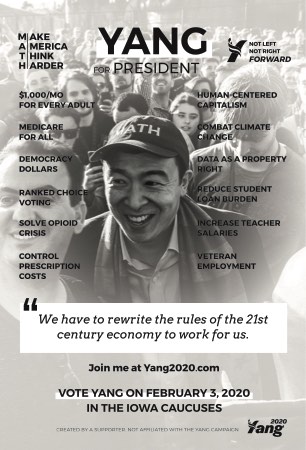 MAKE
AMERICA
THINK
HARDER
YANG
FOR PRESIDENT
NOT LEFT
NOT RIGHT
FORWARD
$1,000/MO
FOR EVERY ADULT
HUMAN-CENTERED
CAPITALISM
MEDICARE
FOR ALL
COMBAT CLIMATE
CHANGE
MATH
DEMOCRACY
DOLLARS
DATA AS A PROPERTY
RIGHT
RANKED CHOICE
VOTING
REDUCE STUDENT
LOAN BURDEN
SOLVE OPIOID
CRISIS
INCREASE TEACHER
SALARIES
CONTROL
PRESCRIPTION
COSTS
VETERAN
EMPLOYMENT
“
We have to rewrite the rules of the 21st
century economy to work for us.
Join me at Yang2020.com
VOTE YANG ON FEBRUARY 3, 2020
IN THE IOWA CAUCUSES
CREATED BY A SUPPORTER. NOT AFFILIATED WITH THE YANG CAMPAIGN.
Yang 2020